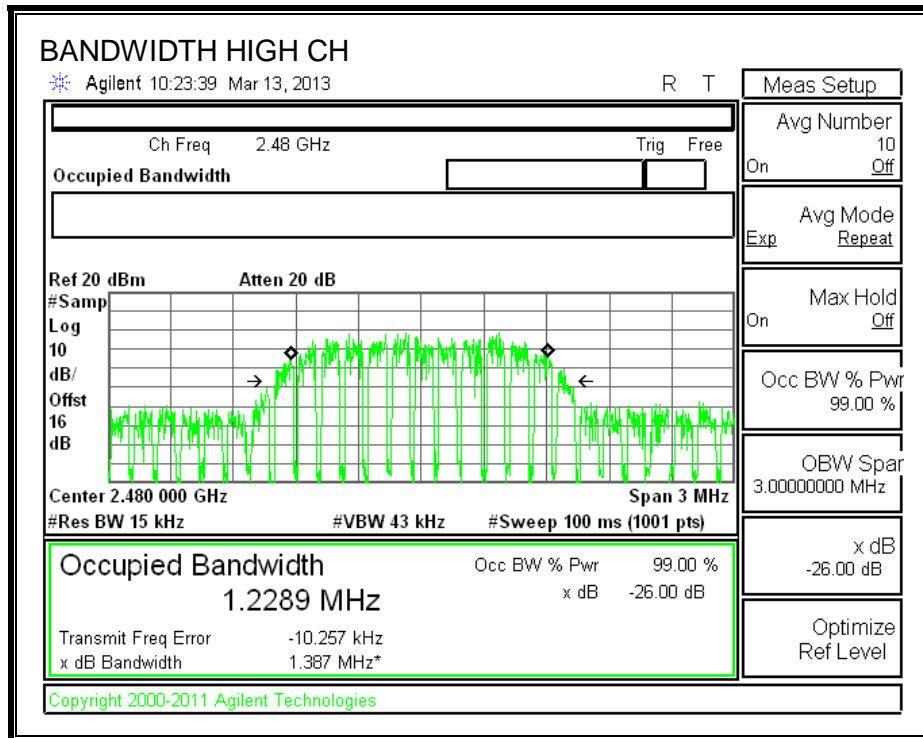 BANDWIDTH HIGH CH
Agilent 10:23:39 Mar 13, 2013 R T
Ch Freq 2.48 GHz Trig Free
Occupied Bandwidth
Ref 20 dBm Atten 20 dB
#Samp
Log
10
dB/
Offst
16
dB
Center 2.480 000 GHz Span 3 MHz
#Res BW 15 kHz #VBW 43 kHz #Sweep 100 ms (1001 pts)
Occupied Bandwidth
1.2289 MHz
Occ BW % Pwr 99.00 %
x dB -26.00 dB
Transmit Freq Error -10.257 kHz
x dB Bandwidth 1.387 MHz*
Copyright 2000-2011 Agilent Technologies
Meas Setup
Avg Number
10
On Off
Avg Mode
Exp Repeat
Max Hold
On Off
Occ BW % Pwr
99.00 %
OBW Span
3.00000000 MHz
x dB
-26.00 dB
Optimize
Ref Level